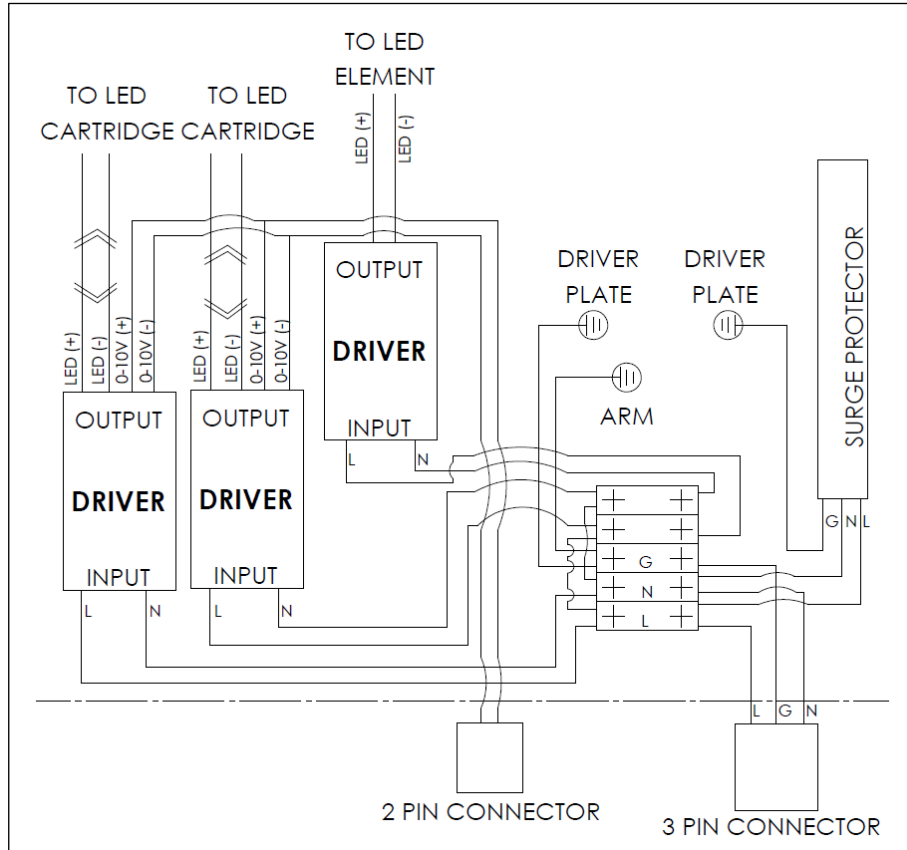 TO LED
ELEMENT
TO LED
CARTRIDGE
TO LED
CARTRIDGE
LED (+)
LED (-)
LED (+)
LED (-)
0-10V (+)
0-10V (-)
LED (+)
LED (-)
0-10V (+)
0-10V (-)
OUTPUT
DRIVER
INPUT
L
N
OUTPUT
DRIVER
INPUT
L
N
OUTPUT
DRIVER
INPUT
L
N
DRIVER
PLATE
DRIVER
PLATE
ARM
SURGE PROTECTOR
G N L
G
N
L
L G N
2 PIN CONNECTOR
3 PIN CONNECTOR